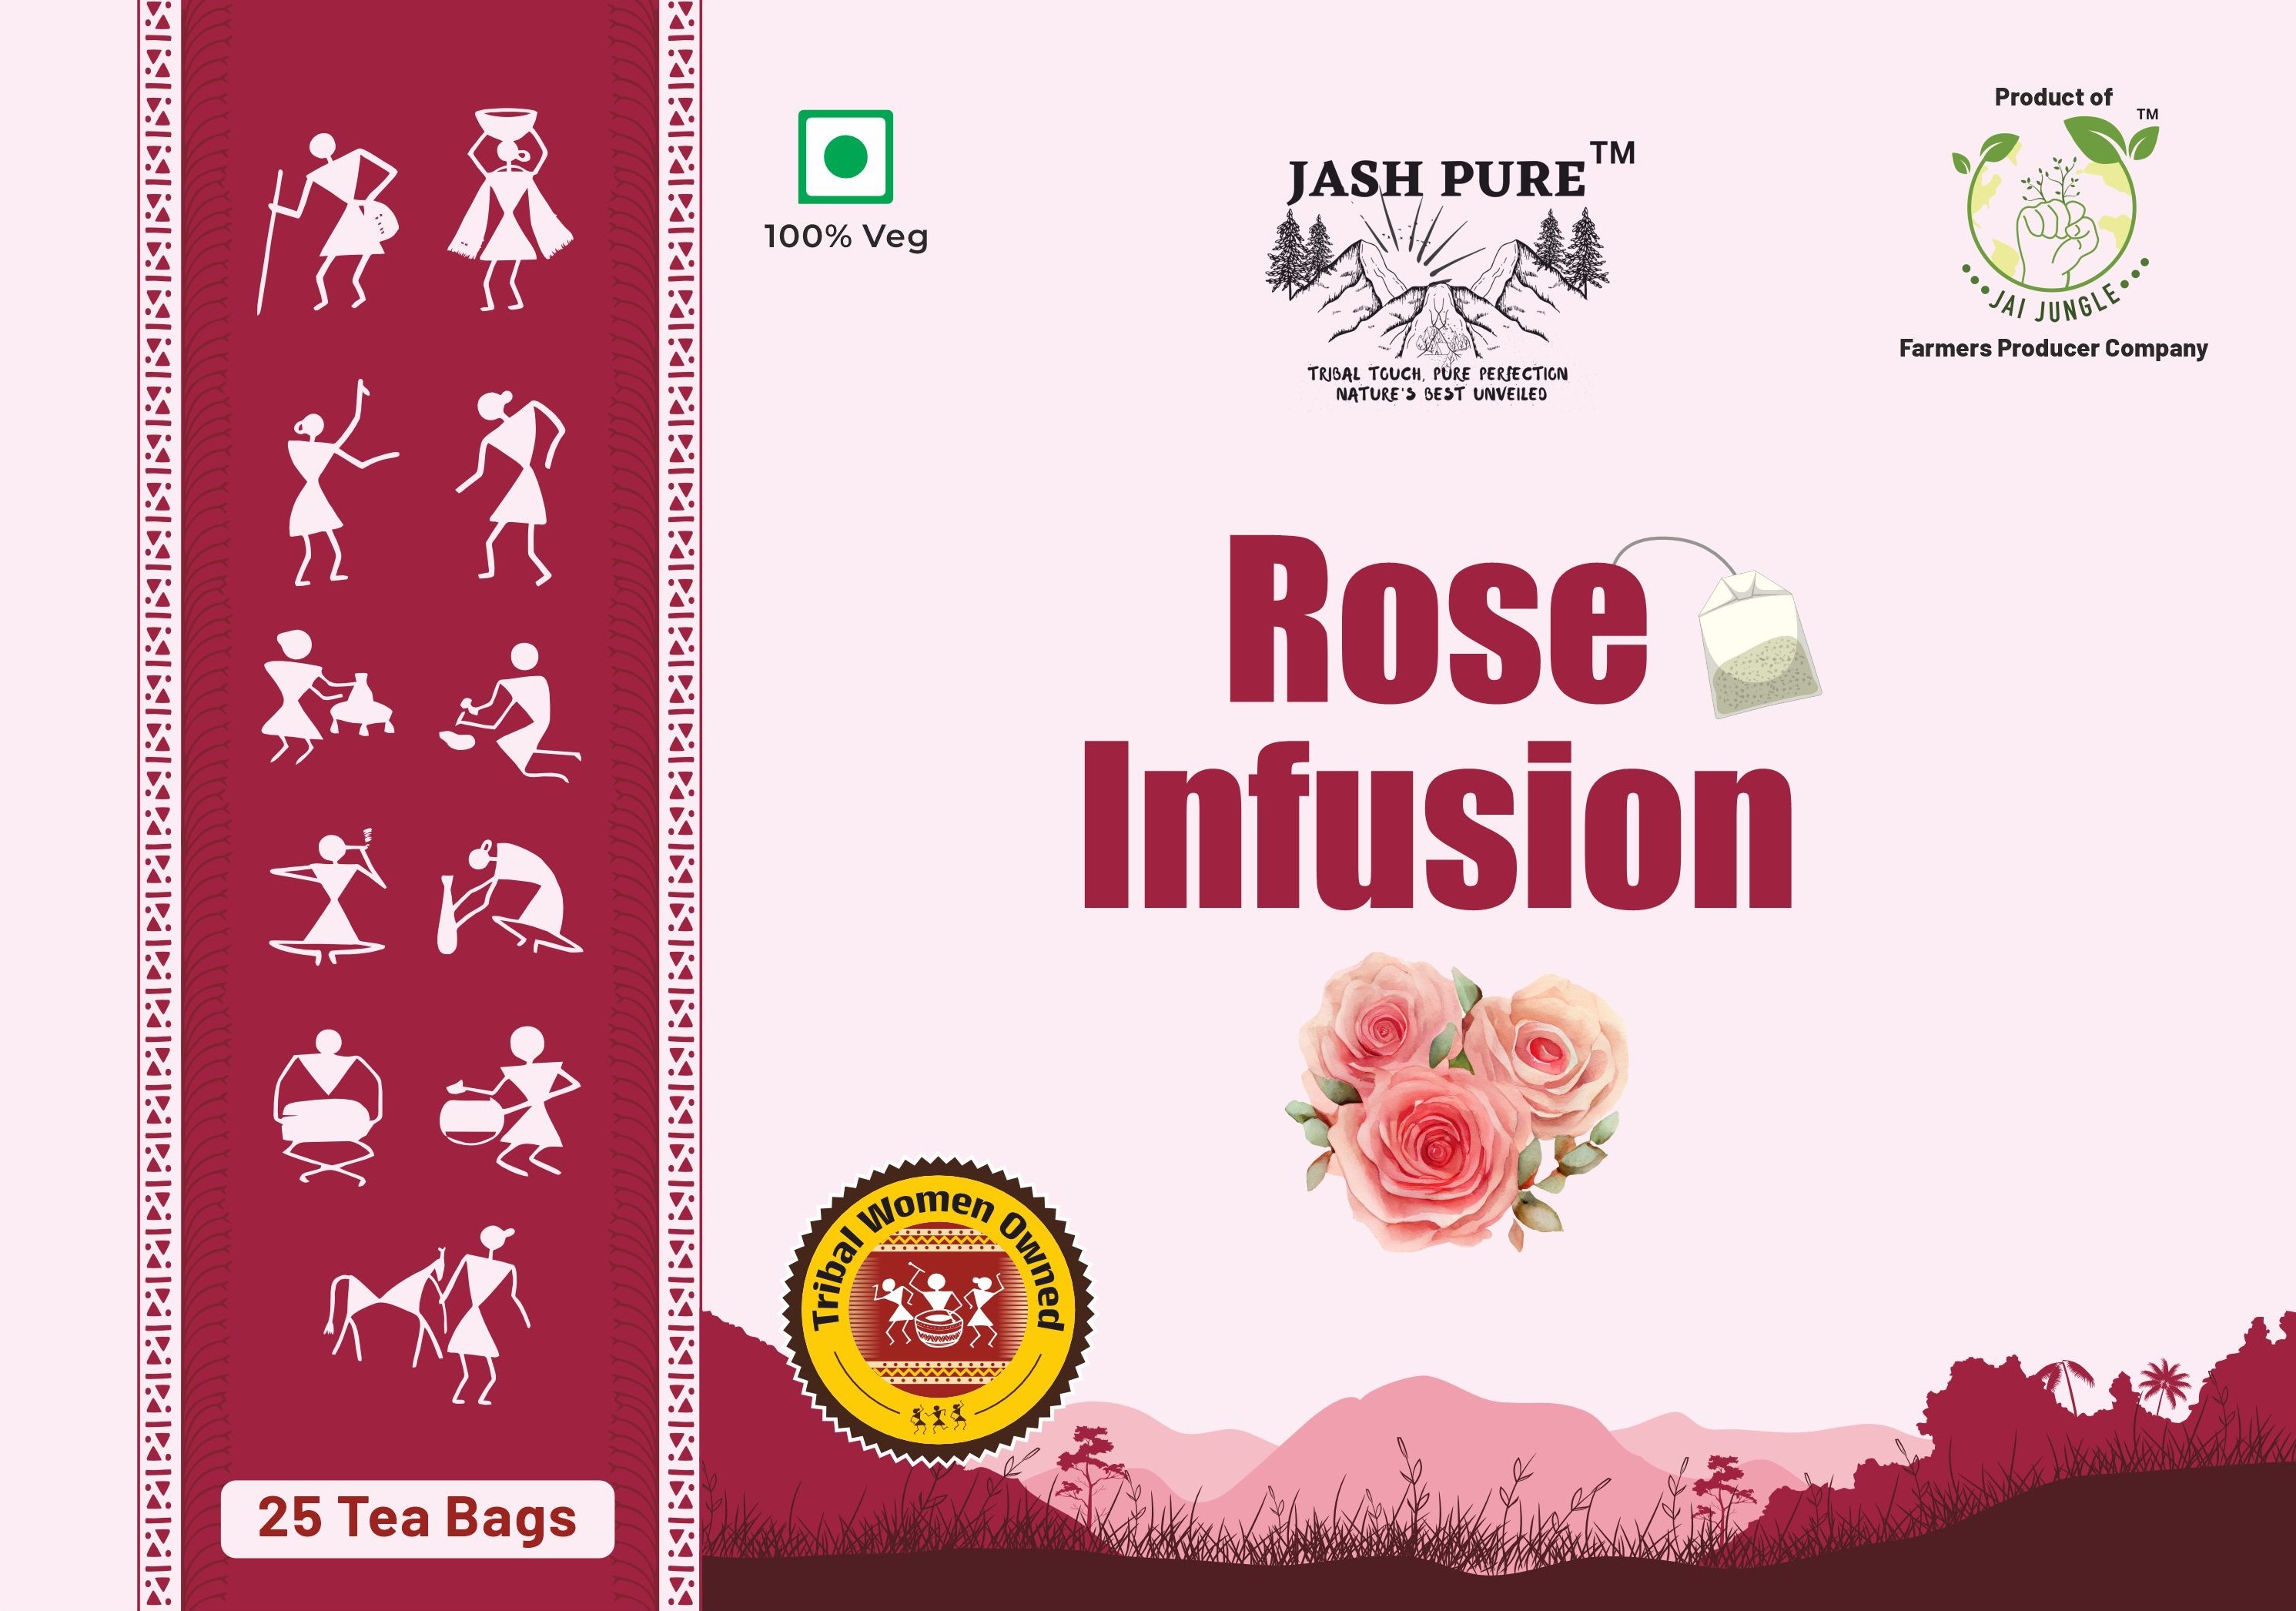 100% Veg
JASH PURE™
TRIBAL TOUCH, PURE PERFECTION
NATURE'S BEST UNVEILED
Product of
TM
JAI JUNGLE
Farmers Producer Company
Rose
Infusion
Tribal Women Owned
25 Tea Bags